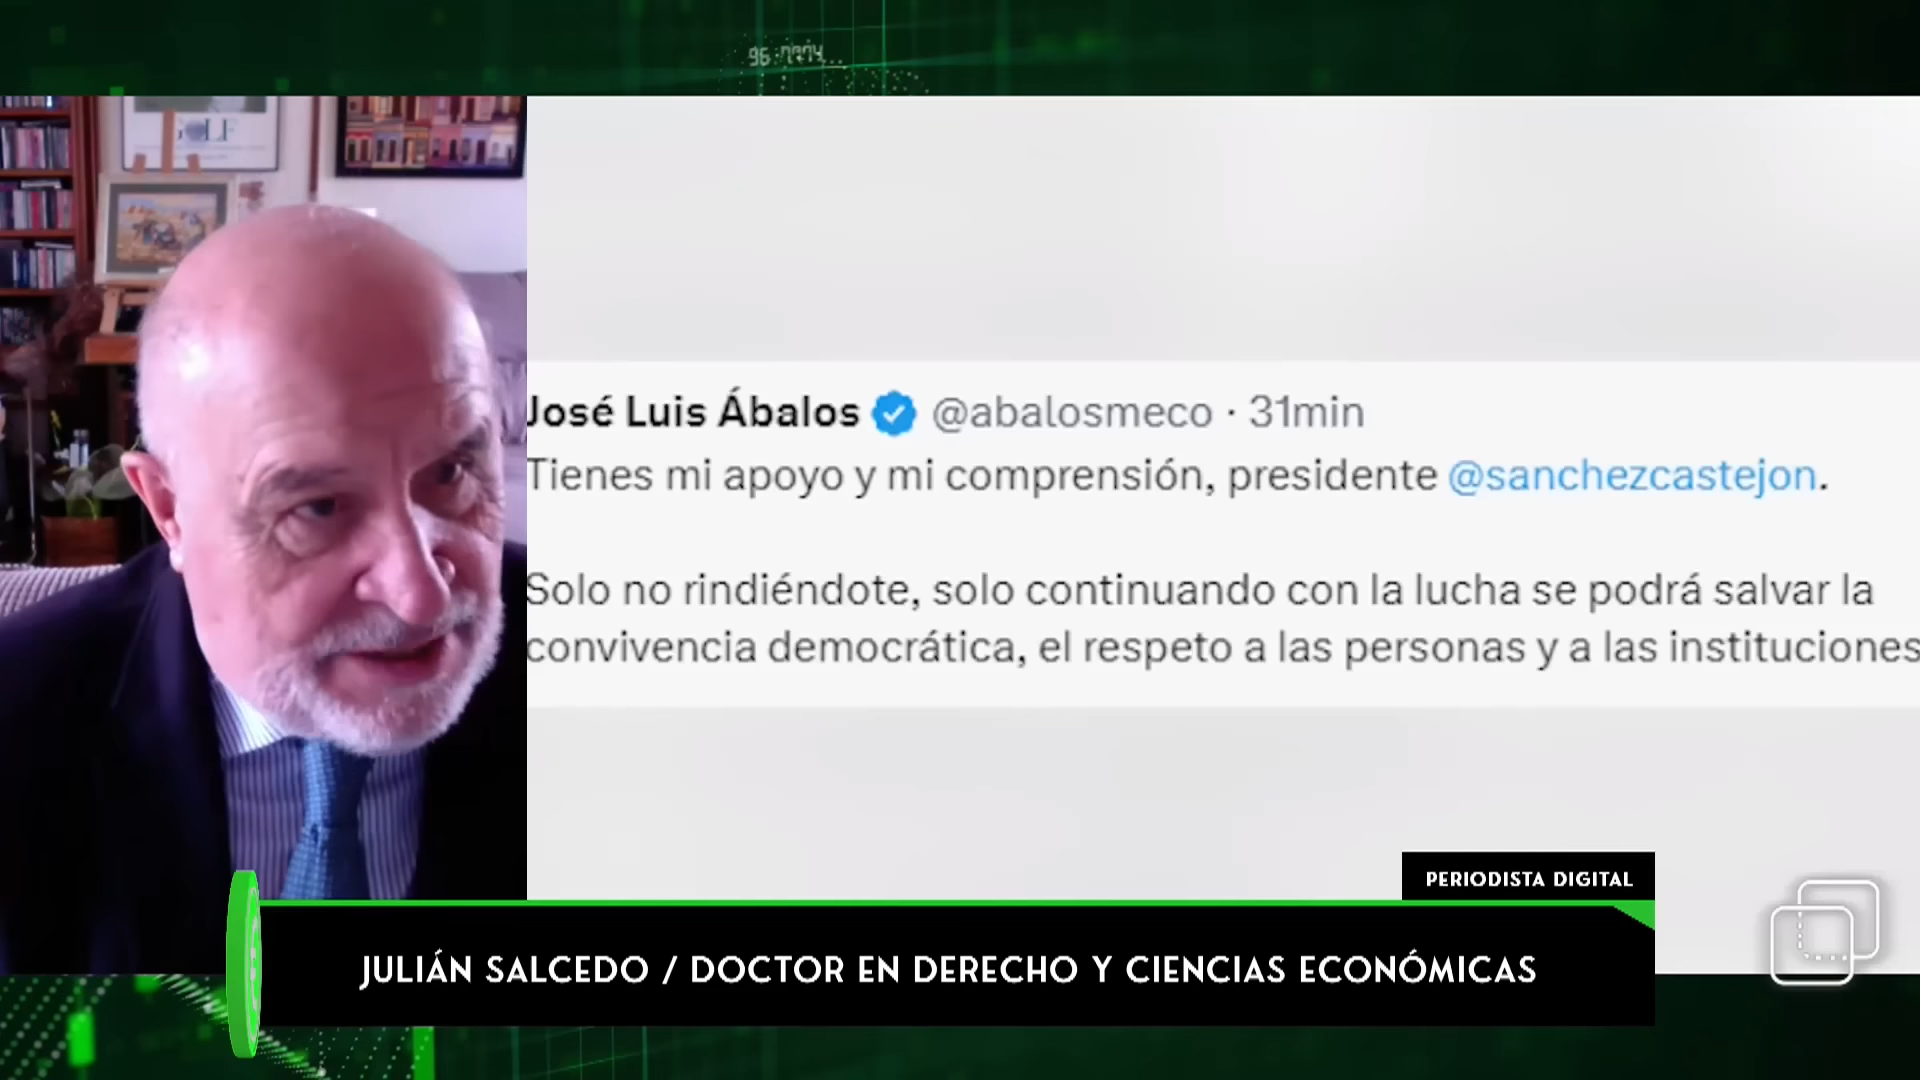 GOLF
José Luis Ábalos @abalosmeco · 31min
Tienes mi apoyo y mi comprensión, presidente @sanchezcastejon.
Solo no rindiéndote, solo continuando con la lucha se podrá salvar la
convivencia democrática, el respeto a las personas y a las instituciones
PERIODISTA DIGITAL
JULIÁN SALCEDO / DOCTOR EN DERECHO Y CIENCIAS ECONÓMICAS